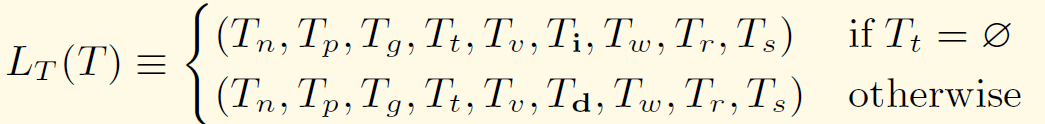 L_T(T) ≡ { (T_n, T_p, T_g, T_t, T_v, T_𝐢, T_w, T_r, T_s) if T_t = ∅
(T_n, T_p, T_g, T_t, T_v, T_𝐝, T_w, T_r, T_s) otherwise